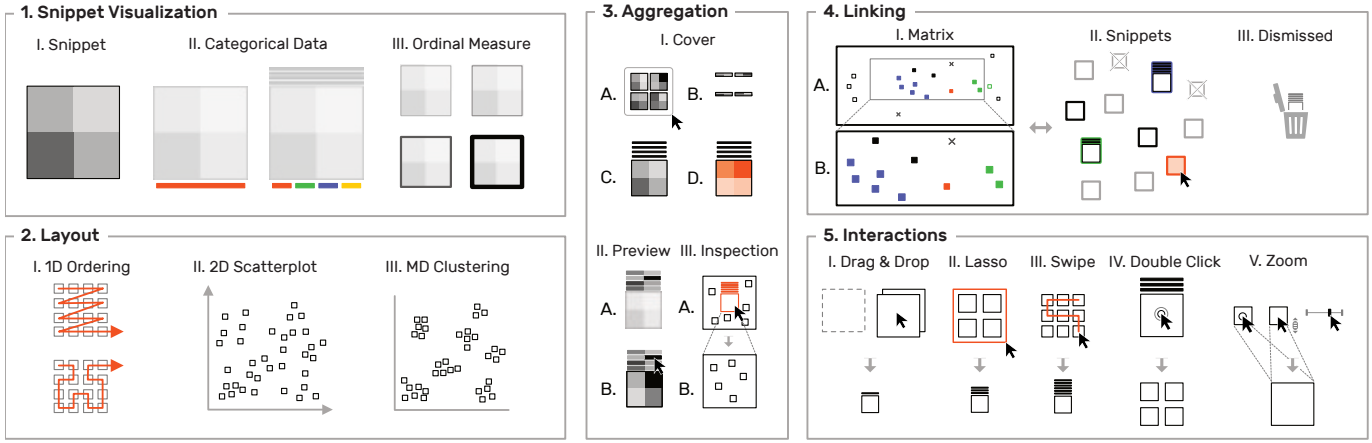 1. Snippet Visualization
I. Snippet
II. Categorical Data
III. Ordinal Measure
2. Layout
I. 1D Ordering
II. 2D Scatterplot
III. MD Clustering
3. Aggregation
I. Cover
A.
B.
C.
D.
II. Preview
III. Inspection
A.
A.
B.
B.
4. Linking
I. Matrix
II. Snippets
III. Dismissed
A.
B.
5. Interactions
I. Drag & Drop
II. Lasso
III. Swipe
IV. Double Click
V. Zoom